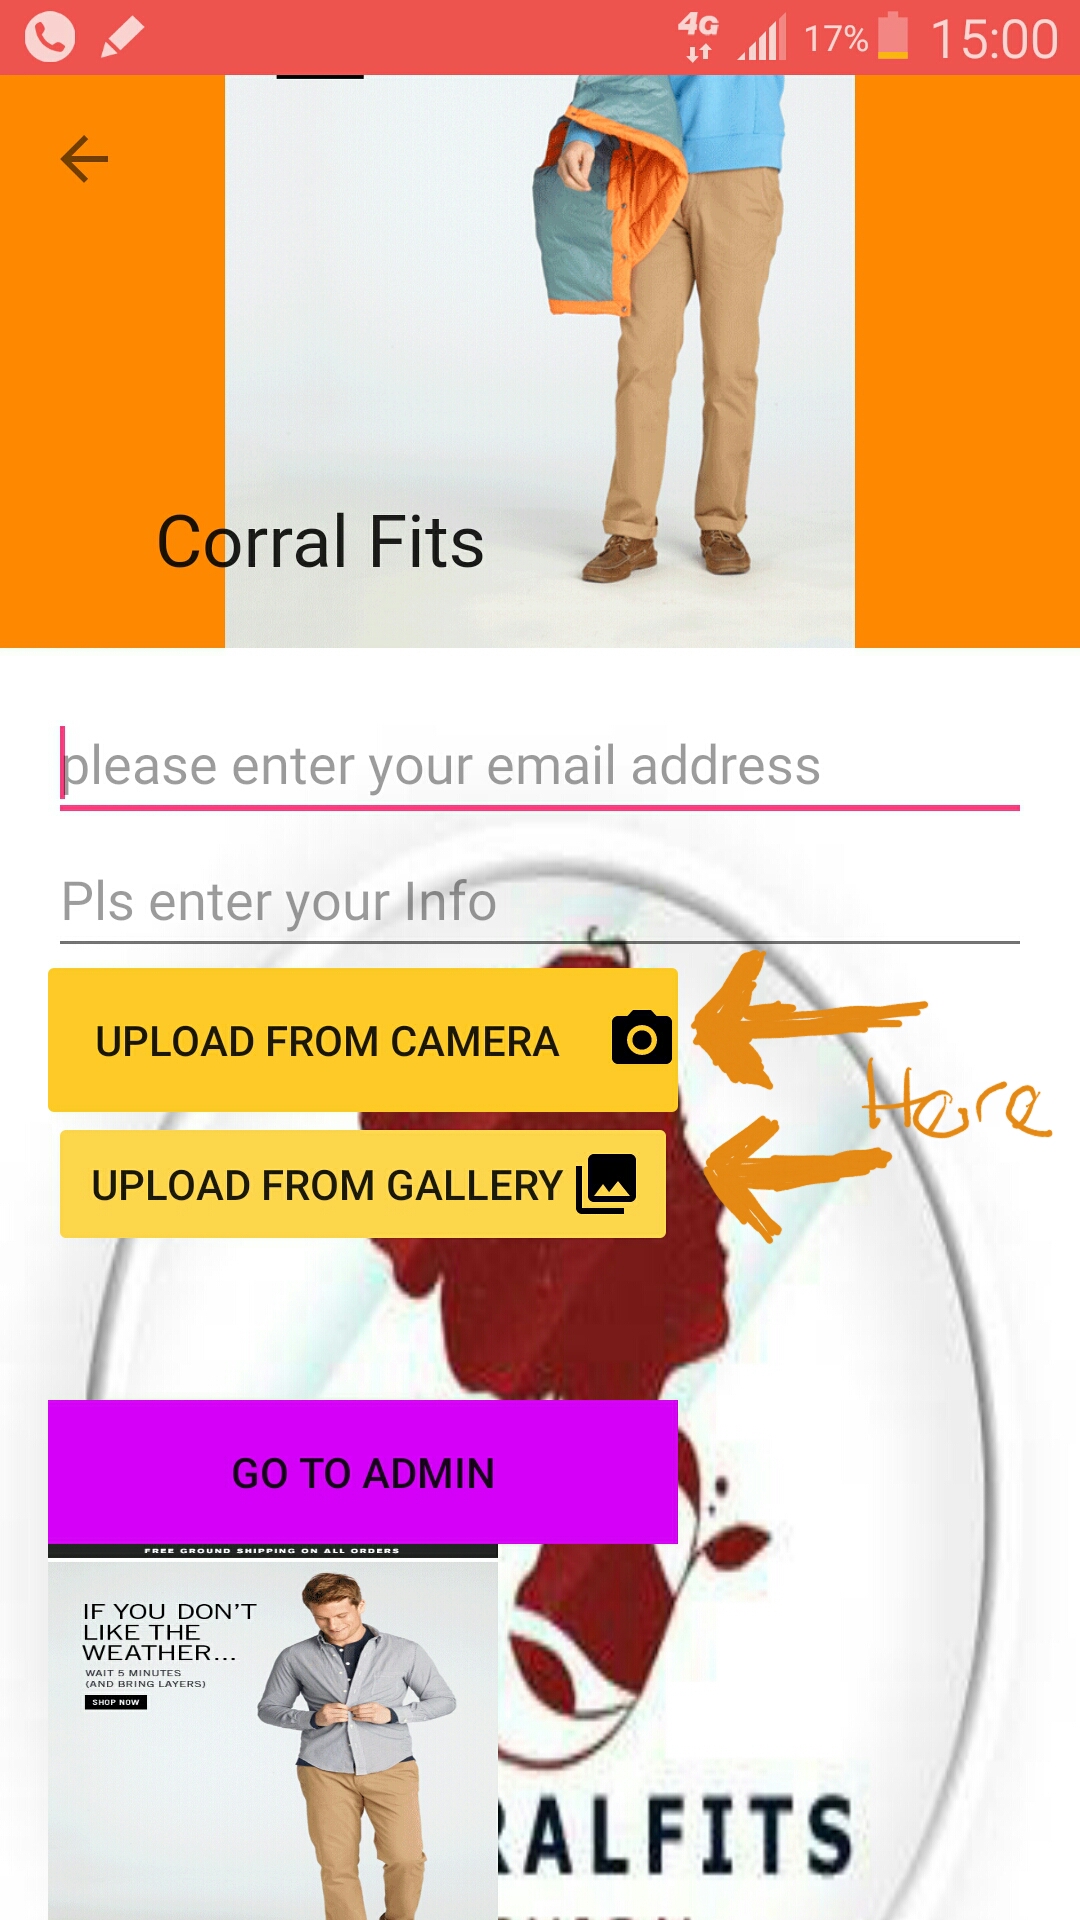 4G 17% 15:00
Corral Fits
please enter your email address
Pls enter your Info
UPLOAD FROM CAMERA
Here
UPLOAD FROM GALLERY
GO TO ADMIN
FREE GROUND SHIPPING ON ALL ORDERS
IF YOU DON'T
LIKE THE
WEATHER...
WAIT 5 MINUTES
(AND BRING LAYERS)
SHOP NOW
RALFITS